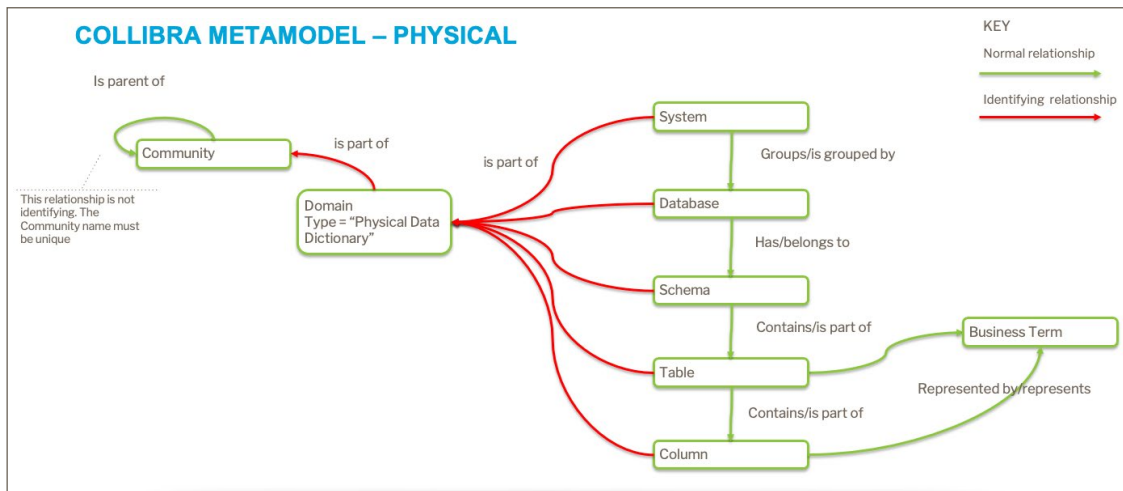 COLLIBRA METAMODEL – PHYSICAL
KEY
Normal relationship
Identifying relationship
Is parent of
Community
is part of
This relationship is not
identifying. The
Community name must
be unique
Domain
Type = “Physical Data
Dictionary”
is part of
System
Groups/is grouped by
Database
Has/belongs to
Schema
Contains/is part of
Business Term
Table
Represented by/represents
Contains/is part of
Column